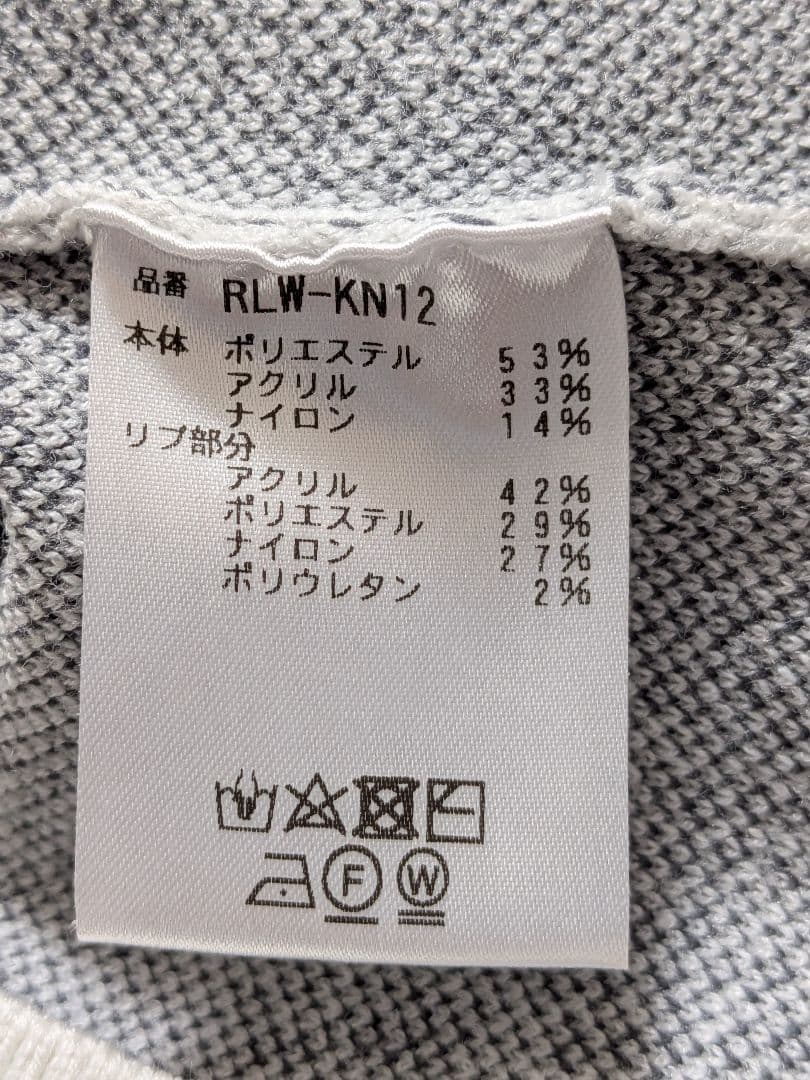 品番 RLW-KN12
本体 ポリエステル 53%
アクリル 33%
ナイロン 14%
リブ部分
アクリル 42%
ポリエステル 29%
ナイロン 27%
ポリウレタン 2%
F W